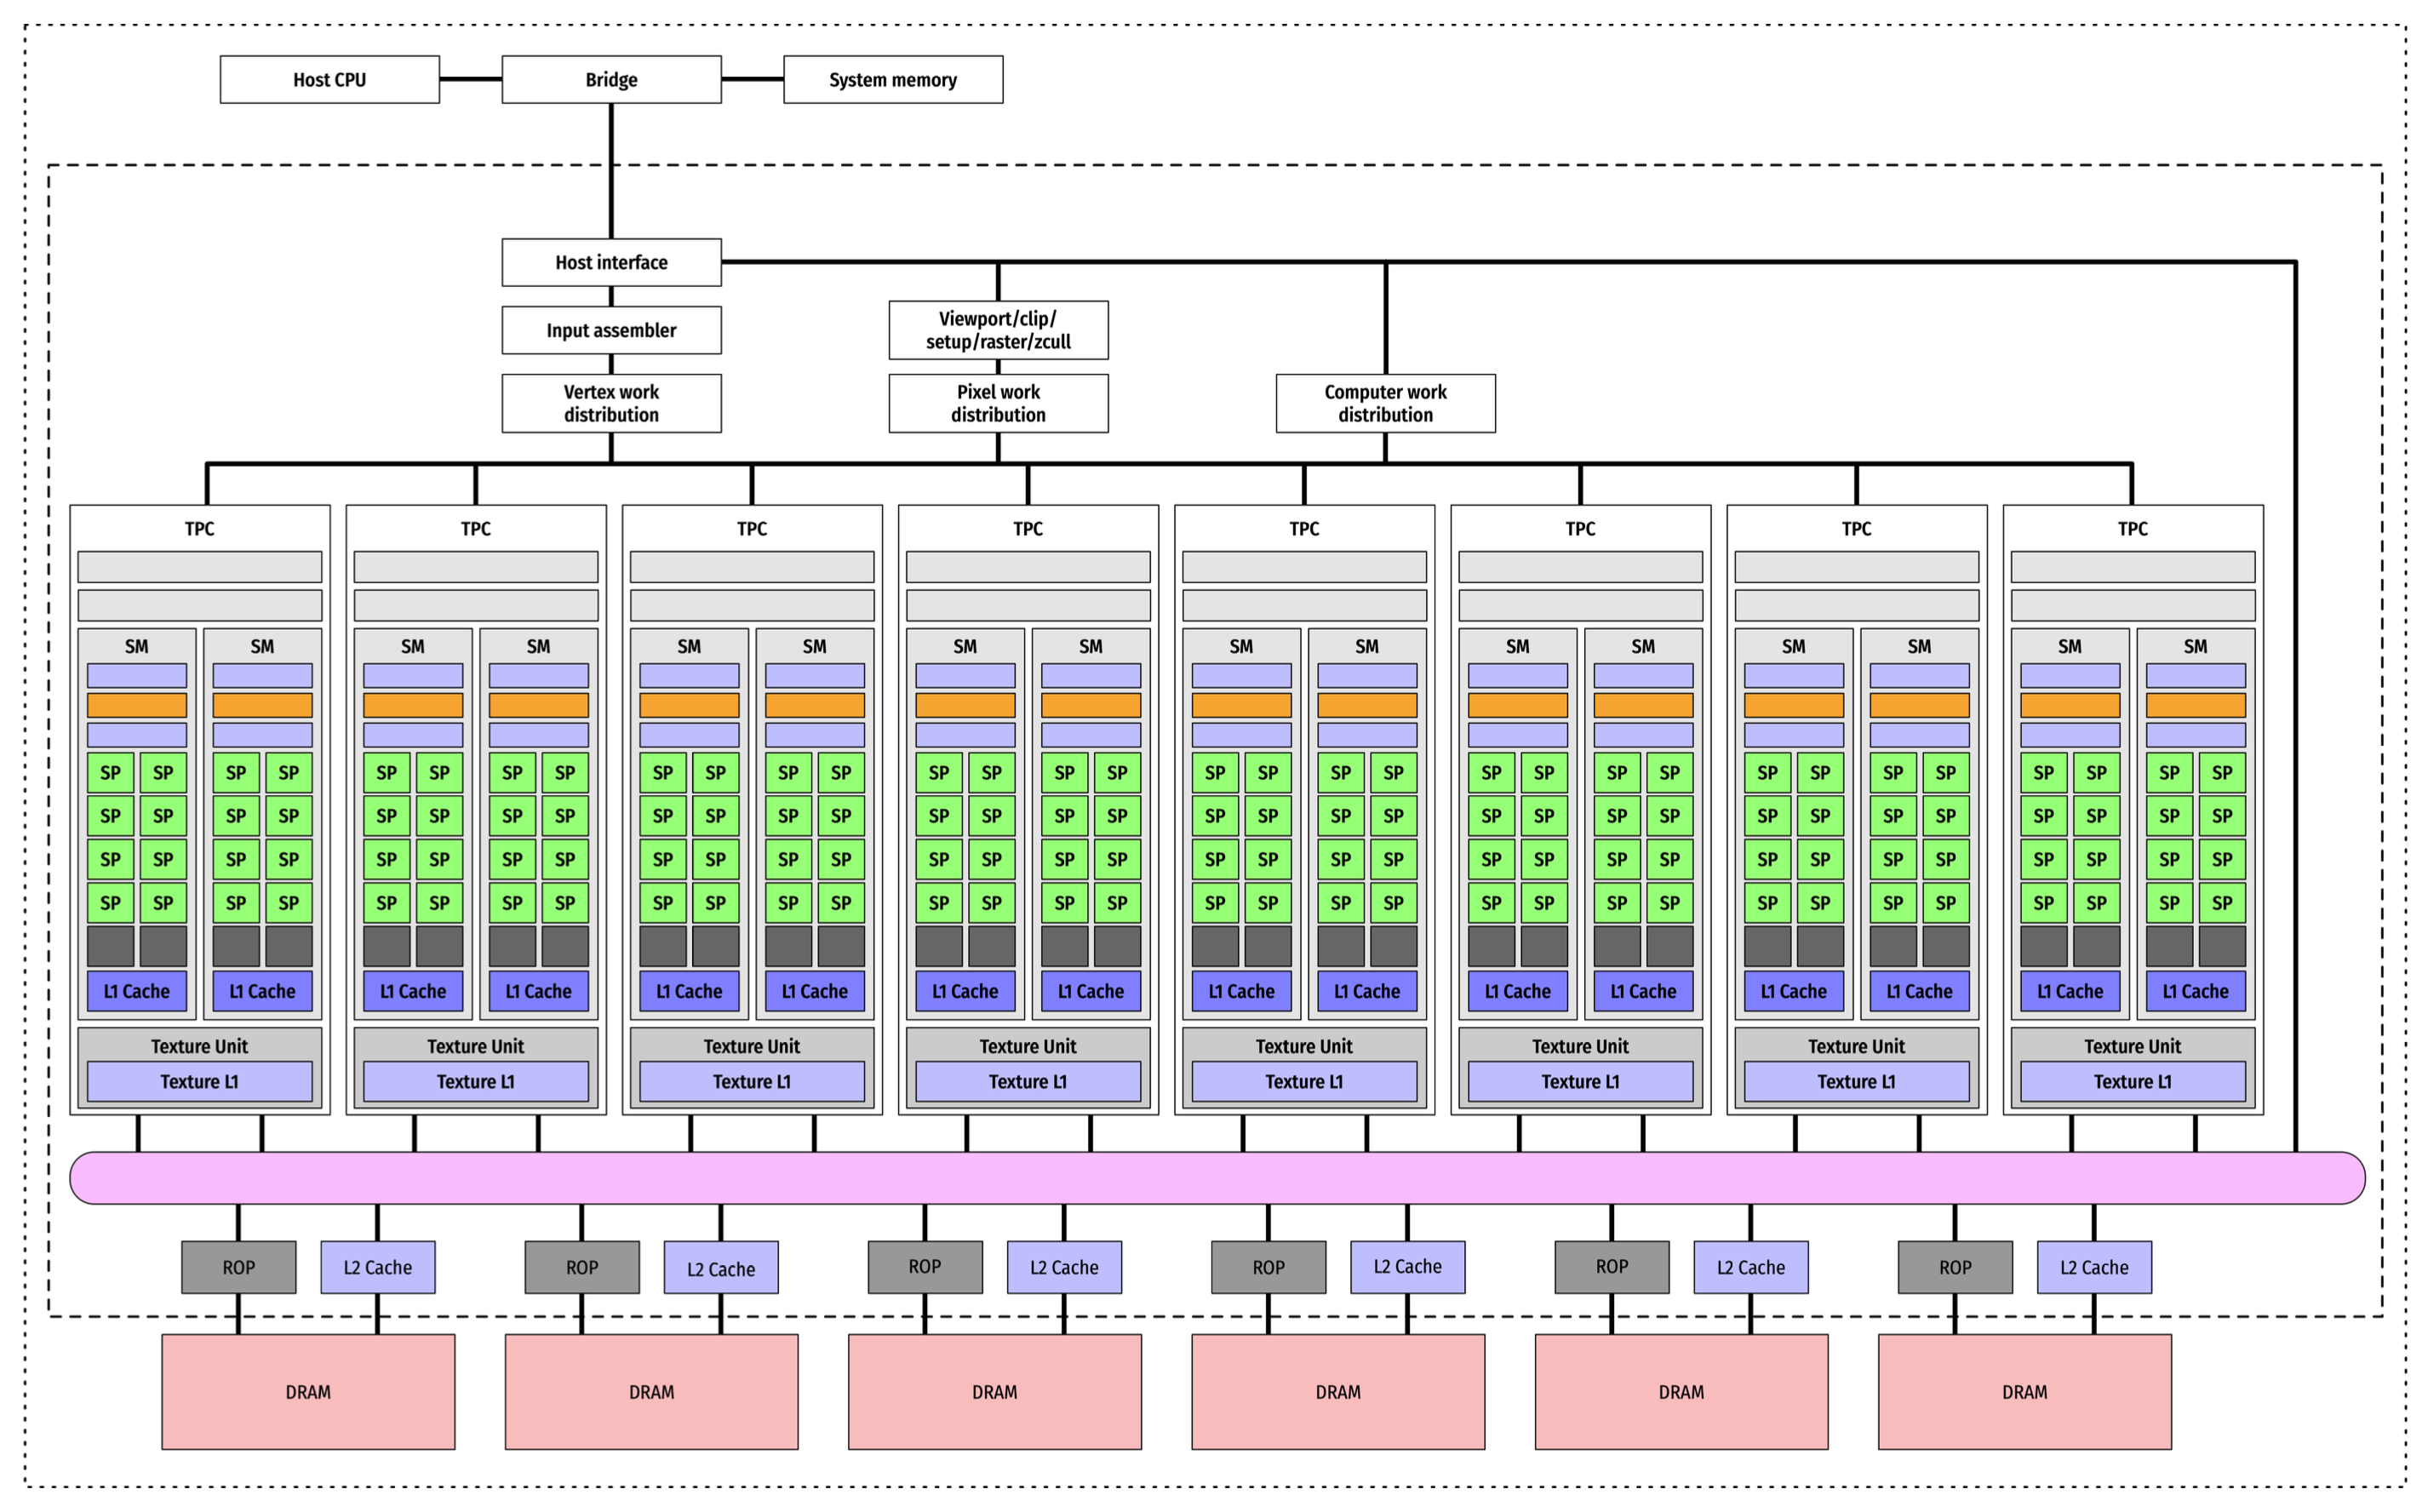 Host CPU
Bridge
System memory
Host interface
Input assembler
Viewport/clip/
setup/raster/zcull
Vertex work
distribution
Pixel work
distribution
Computer work
distribution
TPC TPC TPC TPC TPC TPC TPC TPC
SM SM SM SM SM SM SM SM SM SM SM SM SM SM SM SM
SP SP SP SP SP SP SP SP SP SP SP SP SP SP SP SP SP SP SP SP SP SP SP SP SP SP SP SP SP SP SP SP
SP SP SP SP SP SP SP SP SP SP SP SP SP SP SP SP SP SP SP SP SP SP SP SP SP SP SP SP SP SP SP SP
SP SP SP SP SP SP SP SP SP SP SP SP SP SP SP SP SP SP SP SP SP SP SP SP SP SP SP SP SP SP SP SP
SP SP SP SP SP SP SP SP SP SP SP SP SP SP SP SP SP SP SP SP SP SP SP SP SP SP SP SP SP SP SP SP
L1 Cache L1 Cache L1 Cache L1 Cache L1 Cache L1 Cache L1 Cache L1 Cache L1 Cache L1 Cache L1 Cache L1 Cache L1 Cache L1 Cache L1 Cache L1 Cache
Texture Unit Texture Unit Texture Unit Texture Unit Texture Unit Texture Unit Texture Unit Texture Unit
Texture L1 Texture L1 Texture L1 Texture L1 Texture L1 Texture L1 Texture L1 Texture L1
ROP L2 Cache ROP L2 Cache ROP L2 Cache ROP L2 Cache ROP L2 Cache ROP L2 Cache
DRAM DRAM DRAM DRAM DRAM DRAM